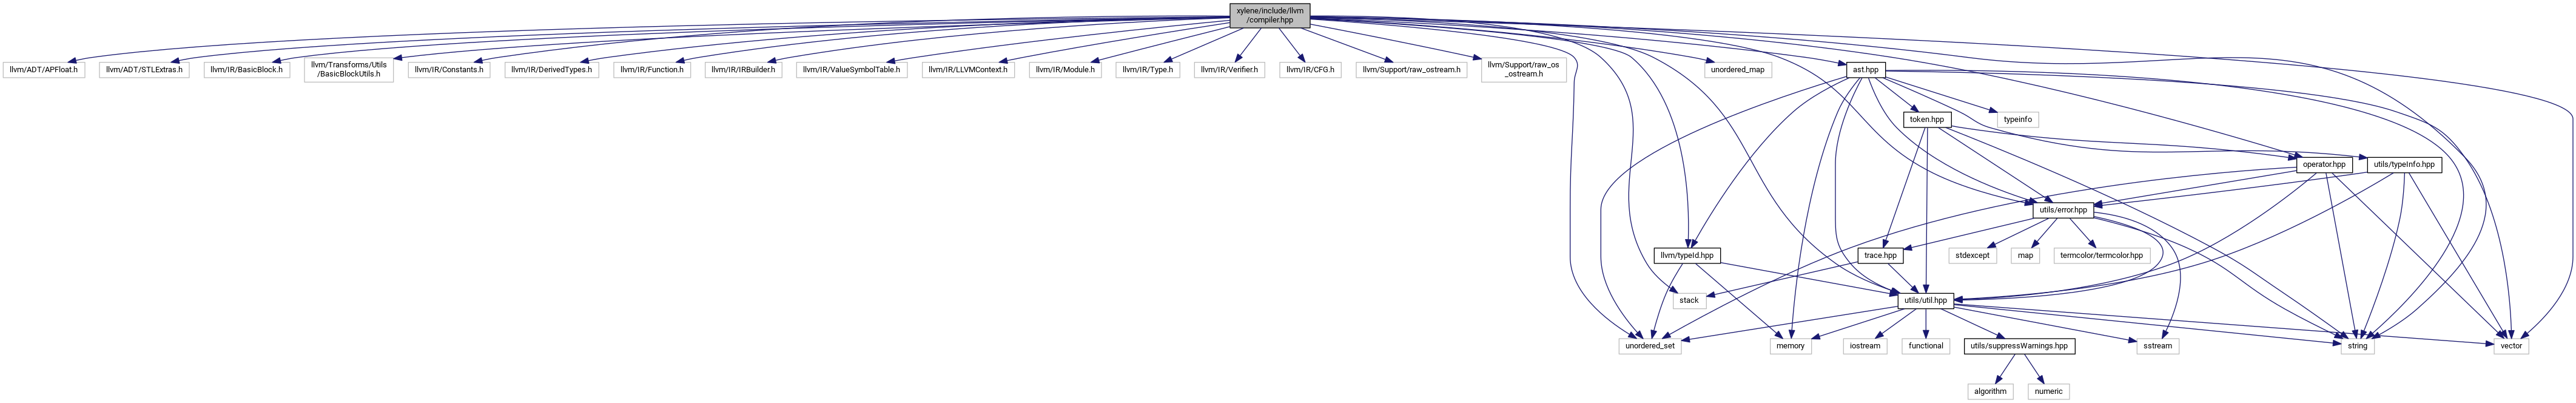 xylene/include/llvm
/compiler.hpp
llvm/ADT/APFloat.h
llvm/ADT/STLExtras.h
llvm/IR/BasicBlock.h
llvm/Transforms/Utils
/BasicBlockUtils.h
llvm/IR/Constants.h
llvm/IR/DerivedTypes.h
llvm/IR/Function.h
llvm/IR/IRBuilder.h
llvm/IR/ValueSymbolTable.h
llvm/IR/LLVMContext.h
llvm/IR/Module.h
llvm/IR/Type.h
llvm/IR/Verifier.h
llvm/IR/CFG.h
llvm/Support/raw_ostream.h
llvm/Support/raw_os
_ostream.h
unordered_map
ast.hpp
token.hpp
typeinfo
operator.hpp
utils/typeInfo.hpp
utils/error.hpp
llvm/typeId.hpp
trace.hpp
stdexcept
map
termcolor/termcolor.hpp
stack
utils/util.hpp
unordered_set
memory
iostream
functional
utils/suppressWarnings.hpp
sstream
string
vector
algorithm
numeric